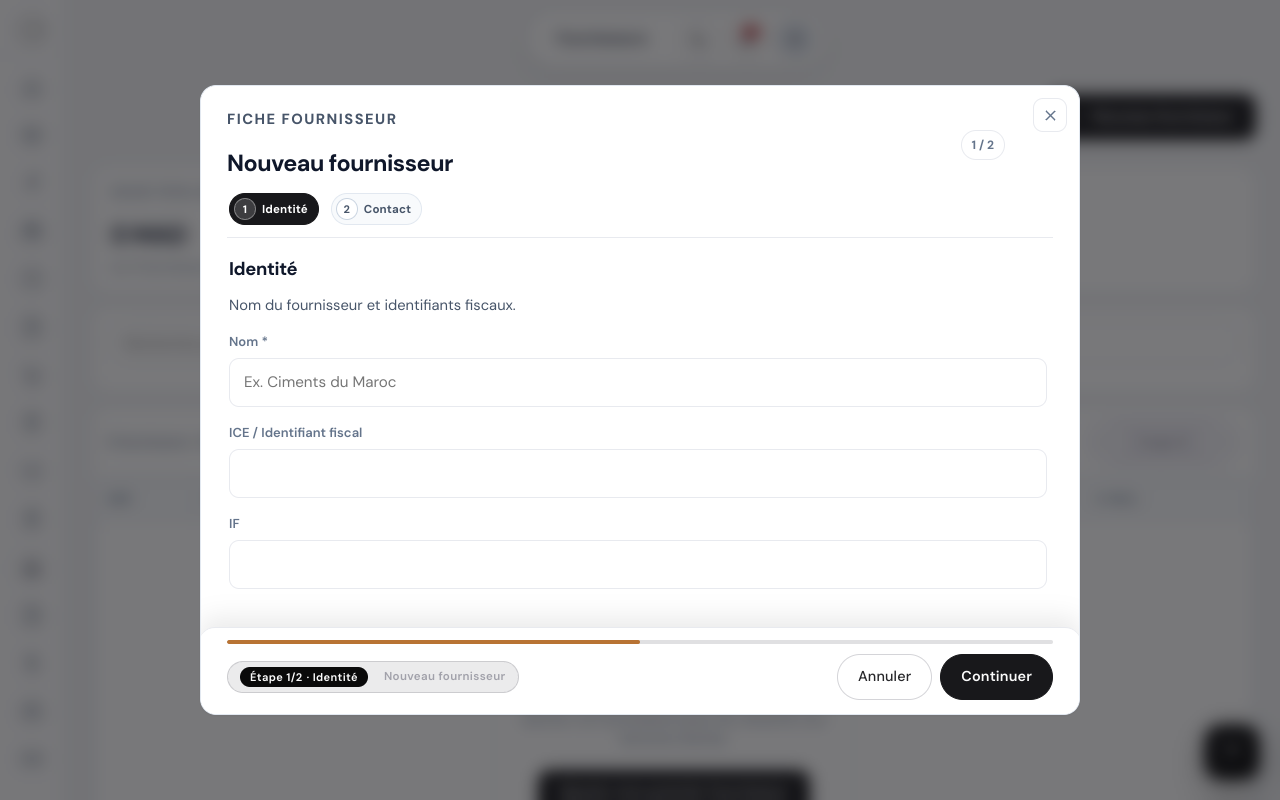 FICHE FOURNISSEUR
1 / 2
Nouveau fournisseur
1 Identité
2 Contact
Identité
Nom du fournisseur et identifiants fiscaux.
Nom *
Ex. Ciments du Maroc
ICE / Identifiant fiscal
IF
Étape 1/2 · Identité
Nouveau fournisseur
Annuler
Continuer